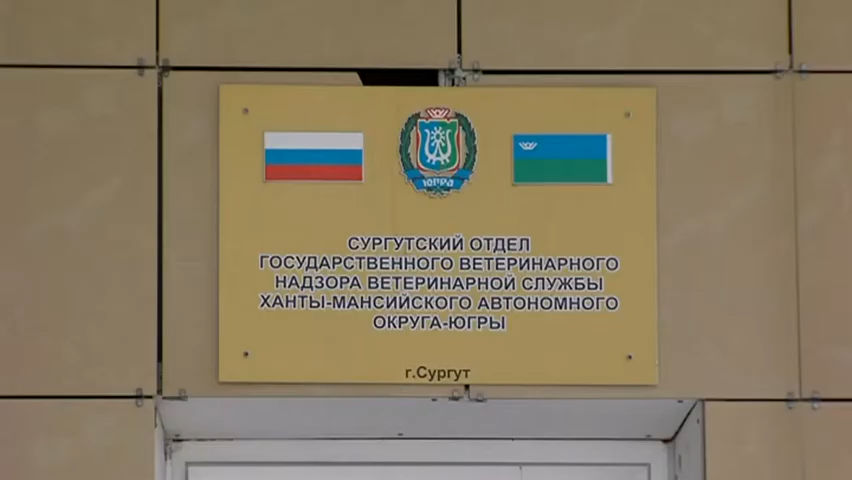 ЮГРА
СУРГУТСКИЙ ОТДЕЛ
ГОСУДАРСТВЕННОГО ВЕТЕРИНАРНОГО
НАДЗОРА ВЕТЕРИНАРНОЙ СЛУЖБЫ
ХАНТЫ-МАНСИЙСКОГО АВТОНОМНОГО
ОКРУГА-ЮГРЫ
г.Сургут